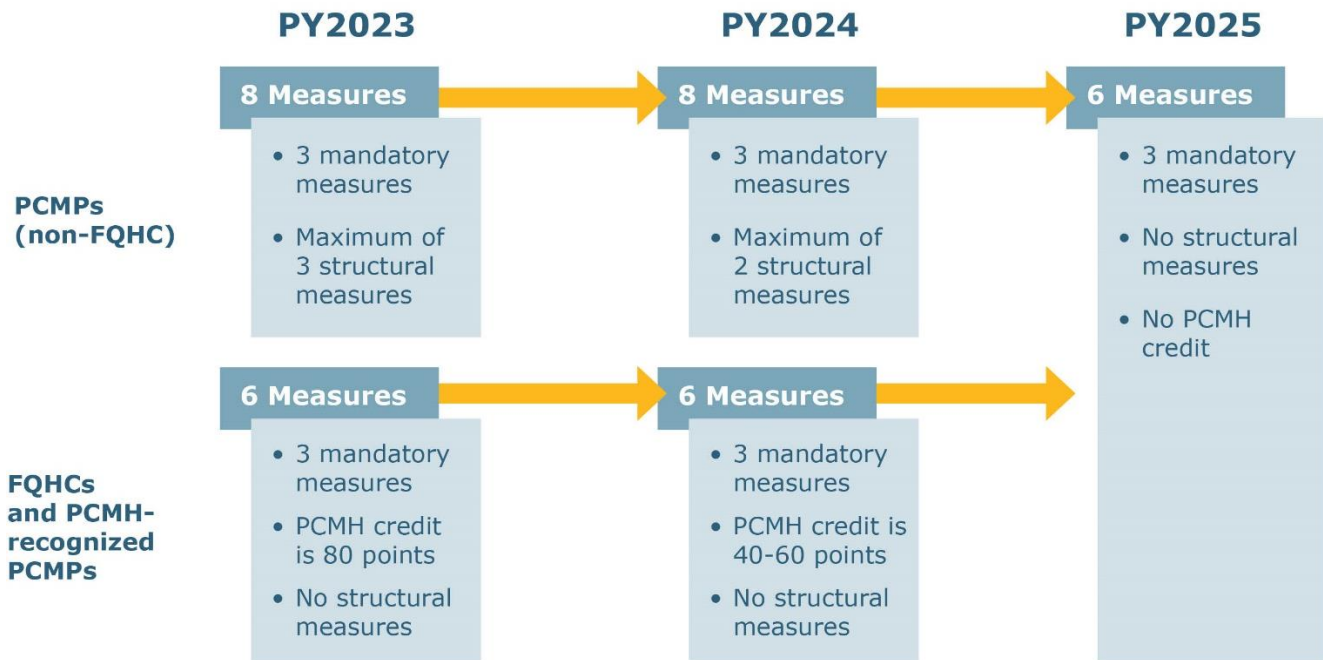 PY2023
PY2024
PY2025
PCMPs
(non-FQHC)
8 Measures
• 3 mandatory
measures
• Maximum of
3 structural
measures
8 Measures
• 3 mandatory
measures
• Maximum of
2 structural
measures
6 Measures
• 3 mandatory
measures
• No structural
measures
• No PCMH
credit
FQHCs
and PCMH-
recognized
PCMPs
6 Measures
• 3 mandatory
measures
• PCMH credit
is 80 points
• No structural
measures
6 Measures
• 3 mandatory
measures
• PCMH credit is
40-60 points
• No structural
measures